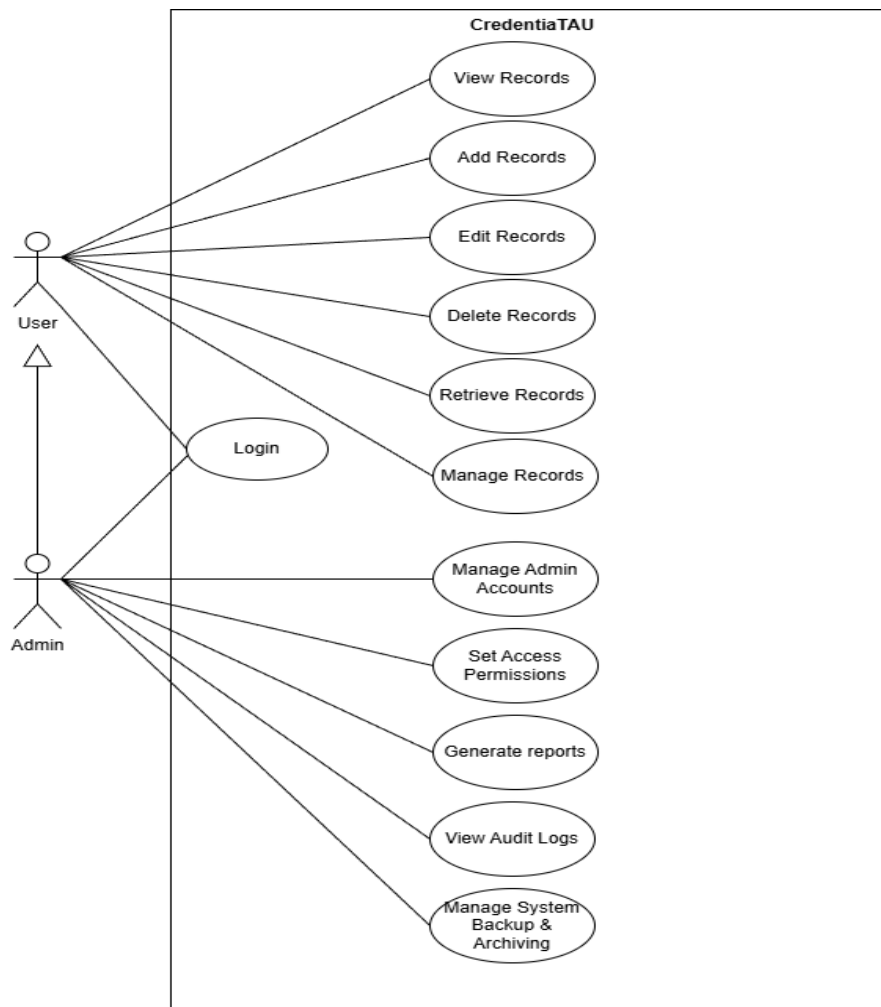 CredentiaTAU
View Records
Add Records
Edit Records
User
Delete Records
Retrieve Records
Login
Manage Records
Manage Admin
Accounts
Admin
Set Access
Permissions
Generate reports
View Audit Logs
Manage System
Backup &
Archiving